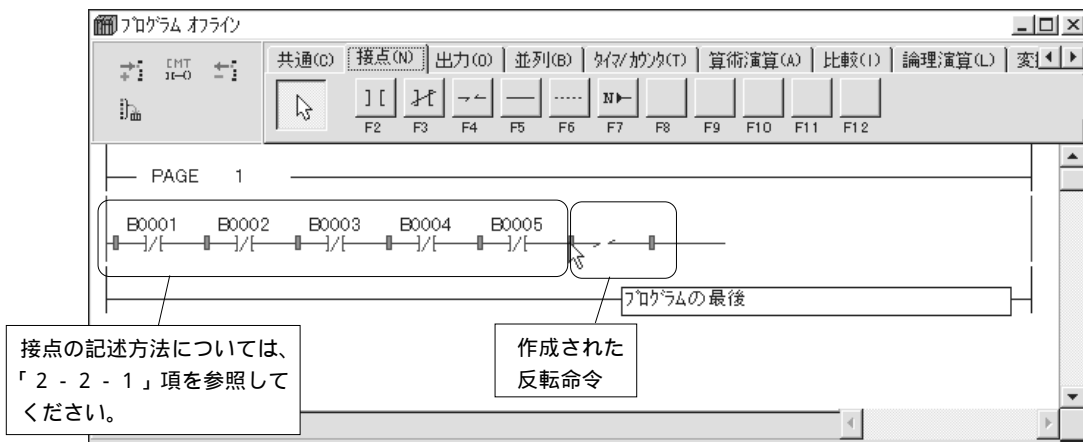 プログラム オフライン
共通(C) 接点(N) 出力(O) 並列(B) タイマ/カウンタ(T) 算術演算(A) 比較(I) 論理演算(L)
CMT
N
F2 F3 F4 F5 F6 F7 F8 F9 F10 F11 F12
PAGE 1
B0001 B0002 B0003 B0004 B0005
プログラムの最後
接点の記述方法については、
「2-2-1」項を参照して
ください。
作成された
反転命令